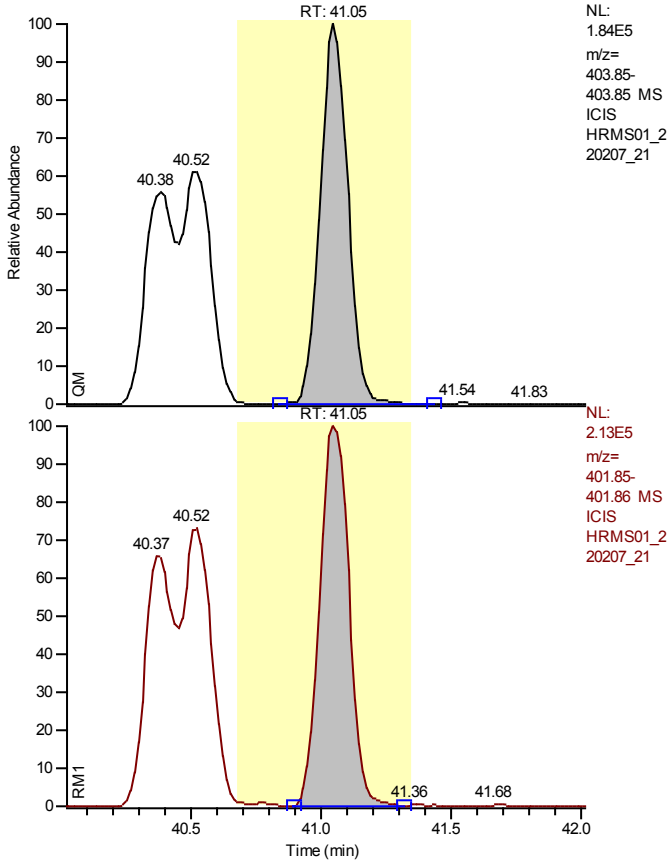 RT: 41.05
NL:
1.84E5
m/z=
403.85-
403.85 MS
ICIS
HRMS01_2
20207_21
100
90
80
70
60
50
40
30
20
10
0
Relative Abundance
40.38
40.52
QM
41.54
41.83
RT: 41.05
NL:
2.13E5
m/z=
401.85-
401.86 MS
ICIS
HRMS01_2
20207_21
100
90
80
70
60
50
40
30
20
10
0
40.37
40.52
RM1
41.36
41.68
40.5
41.0
41.5
42.0
Time (min)